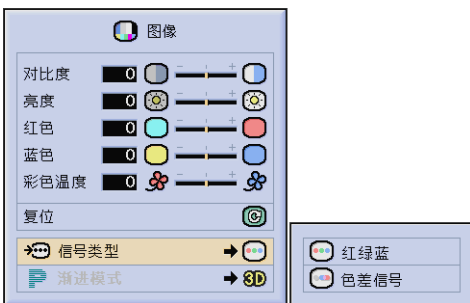 图像
对比度 0
亮度 0
红色 0
蓝色 0
彩色温度 0
复位
信号类型
渐进模式 3D
红绿蓝
色差信号